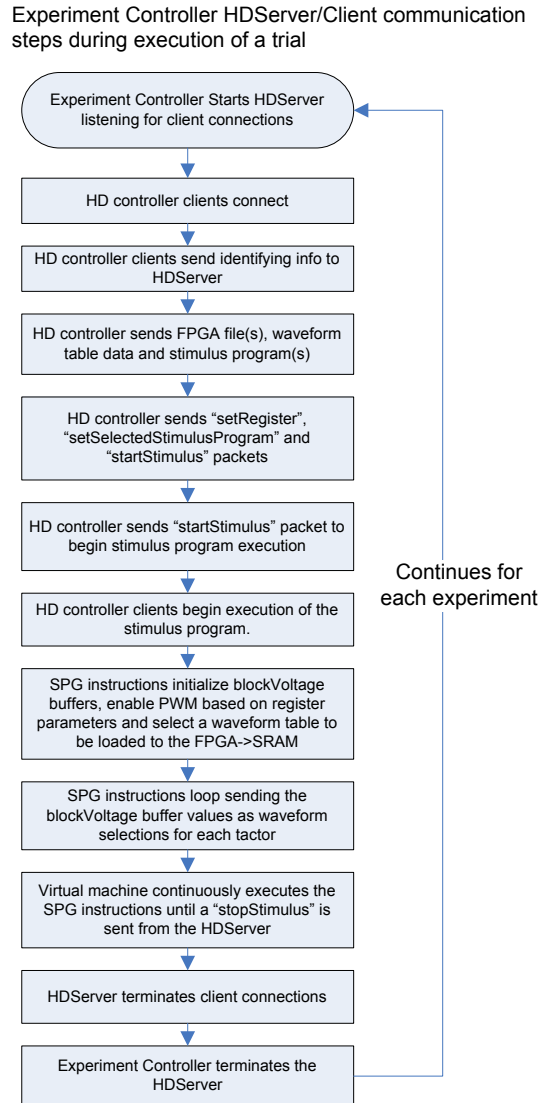 Experiment Controller HDServer/Client communication
steps during execution of a trial
Experiment Controller Starts HDServer
listening for client connections
HD controller clients connect
HD controller clients send identifying info to
HDServer
HD controller sends FPGA file(s), waveform
table data and stimulus program(s)
HD controller sends “setRegister”,
“setSelectedStimulusProgram” and
“startStimulus” packets
HD controller sends “startStimulus” packet to
begin stimulus program execution
HD controller clients begin execution of the
stimulus program.
SPG instructions initialize blockVoltage
buffers, enable PWM based on register
parameters and select a waveform table to
be loaded to the FPGA->SRAM
SPG instructions loop sending the
blockVoltage buffer values as waveform
selections for each tactor
Virtual machine continuously executes the
SPG instructions until a “stopStimulus” is
sent from the HDServer
HDServer terminates client connections
Experiment Controller terminates the
HDServer
Continues for
each experiment